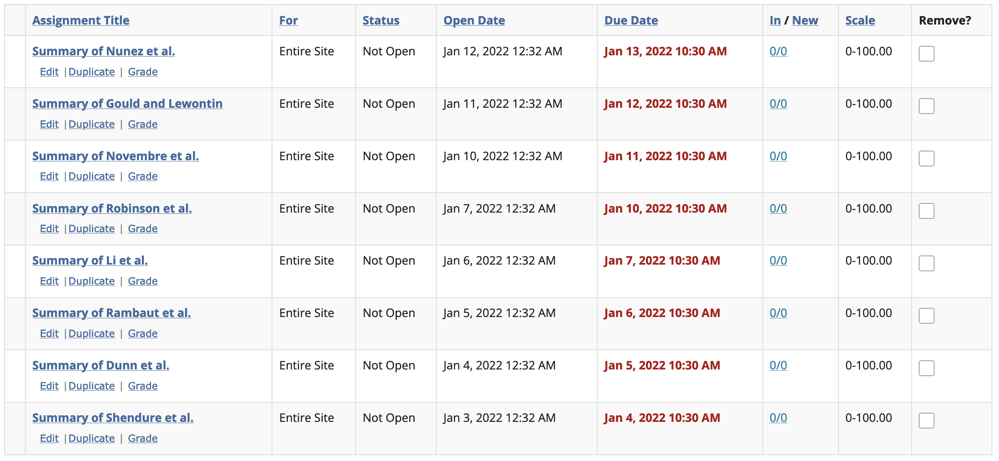 Assignment Title For Status Open Date Due Date In / New Scale Remove?
Summary of Nunez et al. Entire Site Not Open Jan 12, 2022 12:32 AM Jan 13, 2022 10:30 AM 0/0 0-100.00
Edit | Duplicate | Grade
Summary of Gould and Lewontin Entire Site Not Open Jan 11, 2022 12:32 AM Jan 12, 2022 10:30 AM 0/0 0-100.00
Edit | Duplicate | Grade
Summary of Novembre et al. Entire Site Not Open Jan 10, 2022 12:32 AM Jan 11, 2022 10:30 AM 0/0 0-100.00
Edit | Duplicate | Grade
Summary of Robinson et al. Entire Site Not Open Jan 7, 2022 12:32 AM Jan 10, 2022 10:30 AM 0/0 0-100.00
Edit | Duplicate | Grade
Summary of Li et al. Entire Site Not Open Jan 6, 2022 12:32 AM Jan 7, 2022 10:30 AM 0/0 0-100.00
Edit | Duplicate | Grade
Summary of Rambaut et al. Entire Site Not Open Jan 5, 2022 12:32 AM Jan 6, 2022 10:30 AM 0/0 0-100.00
Edit | Duplicate | Grade
Summary of Dunn et al. Entire Site Not Open Jan 4, 2022 12:32 AM Jan 5, 2022 10:30 AM 0/0 0-100.00
Edit | Duplicate | Grade
Summary of Shendure et al. Entire Site Not Open Jan 3, 2022 12:32 AM Jan 4, 2022 10:30 AM 0/0 0-100.00
Edit | Duplicate | Grade